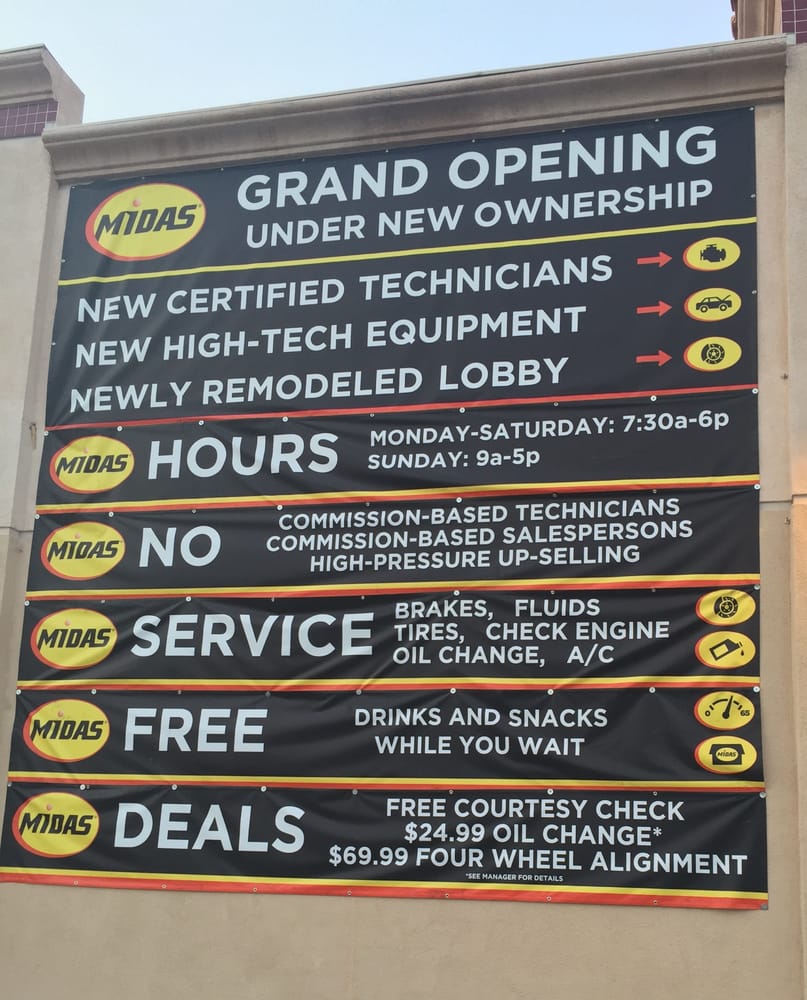 MIDAS
GRAND OPENING
UNDER NEW OWNERSHIP
NEW CERTIFIED TECHNICIANS
NEW HIGH-TECH EQUIPMENT
NEWLY REMODELED LOBBY
MIDAS HOURS
MONDAY-SATURDAY: 7:30a-6p
SUNDAY: 9a-5p
MIDAS NO
COMMISSION-BASED TECHNICIANS
COMMISSION-BASED SALESPERSONS
HIGH-PRESSURE UP-SELLING
MIDAS SERVICE
BRAKES, FLUIDS
TIRES, CHECK ENGINE
OIL CHANGE, A/C
MIDAS FREE
DRINKS AND SNACKS
WHILE YOU WAIT
0 65
MIDAS
MIDAS DEALS
FREE COURTESY CHECK
$24.99 OIL CHANGE*
$69.99 FOUR WHEEL ALIGNMENT
*SEE MANAGER FOR DETAILS